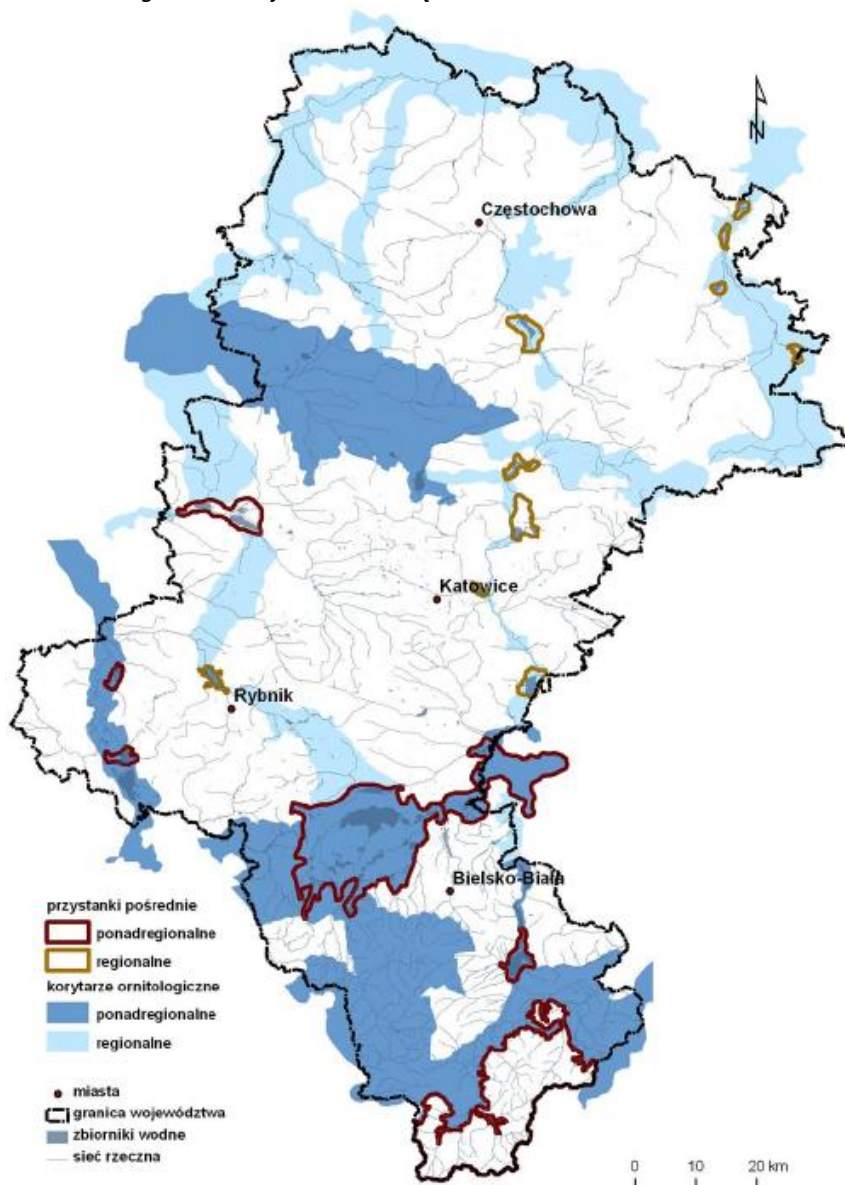 N
Częstochowa
Katowice
Rybnik
Bielsko-Biała
przystanki pośrednie
ponadregionalne
regionalne
korytarze ornitologiczne
ponadregionalne
regionalne
miasta
granica województwa
zbiorniki wodne
sieć rzeczna
0 10 20 km